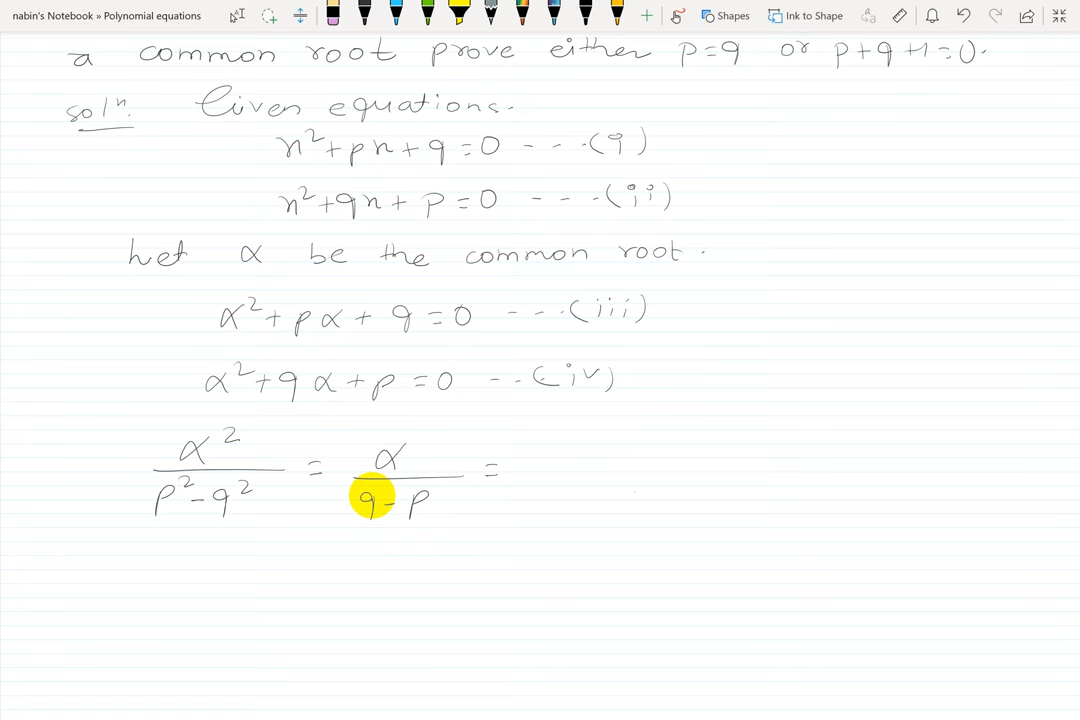 nabin's Notebook » Polynomial equations
Shapes Ink to Shape
a common root prove either p=q or p+q+1=0.
solⁿ. Given equations.
x²+px+q=0 - - -(i)
x²+qx+p=0 - - -(ii)
Let α be the common root.
α²+pα+q=0 - - -(iii)
α²+qα+p=0 - - -(iv)
α²/(p²-q²) = α/(q-p) =